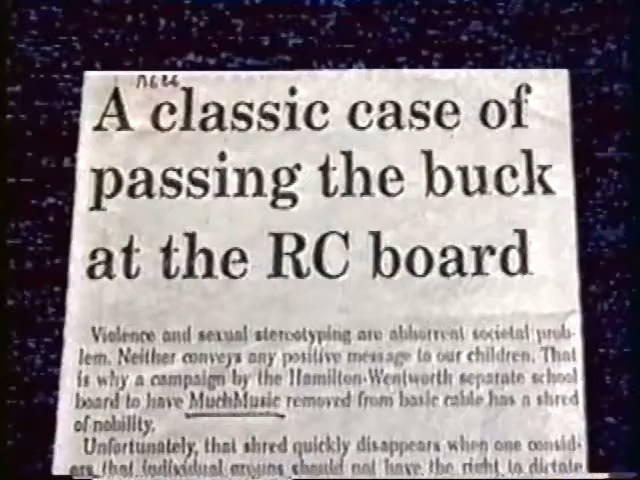 A classic case of
passing the buck
at the RC board
Violence and sexual stereotyping are abhorrent societal prob-
lem. Neither conveys any positive message to our children. That
is why a campaign by the Hamilton-Wentworth separate school
board to have MuchMusic removed from basic cable has a shred
of nobility.
Unfortunately, that shred quickly disappears when one consid-
ers that individual groups should not have the right to dictate